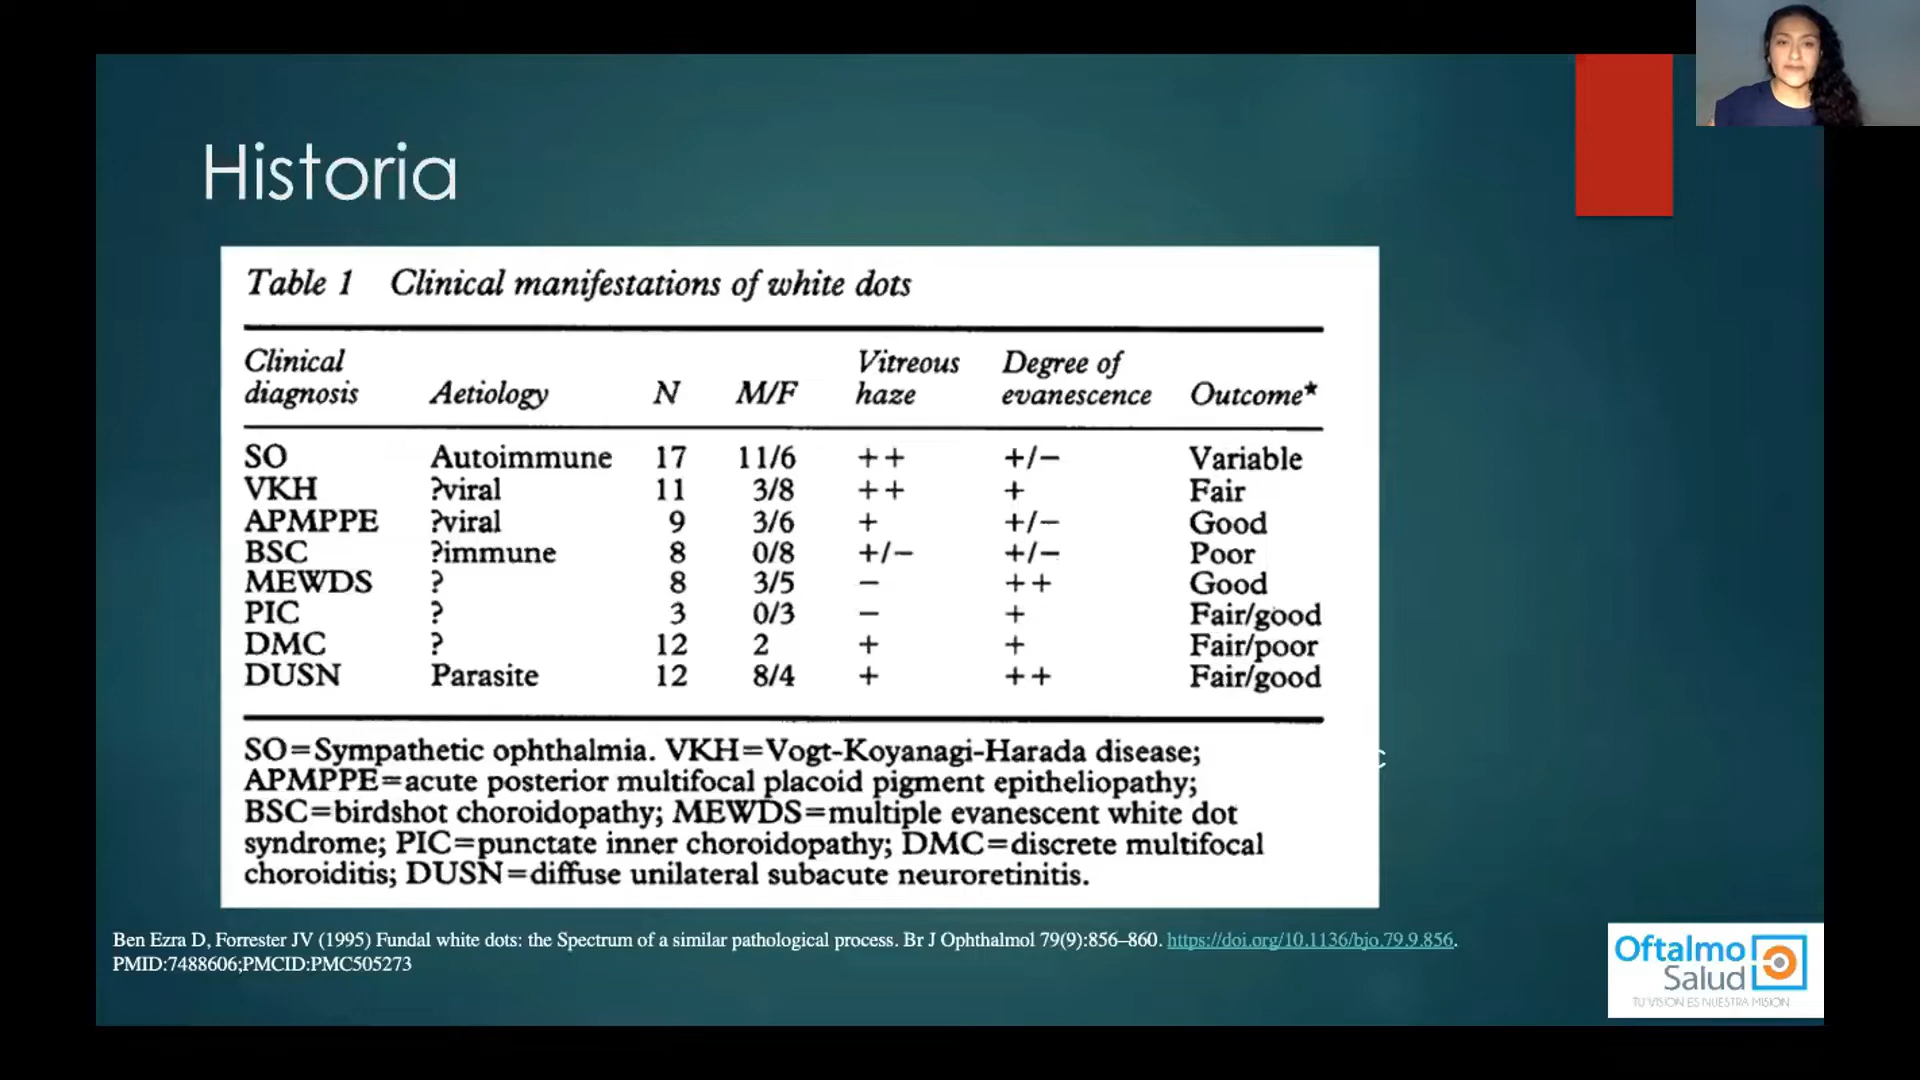 Historia
Table 1 Clinical manifestations of white dots
Clinical diagnosis Aetiology N M/F Vitreous haze Degree of evanescence Outcome*
SO Autoimmune 17 11/6 ++ +/− Variable
VKH ?viral 11 3/8 ++ + Fair
APMPPE ?viral 9 3/6 + +/− Good
BSC ?immune 8 0/8 +/− +/− Poor
MEWDS ? 8 3/5 − ++ Good
PIC ? 3 0/3 − + Fair/good
DMC ? 12 2 + + Fair/poor
DUSN Parasite 12 8/4 + ++ Fair/good
SO=Sympathetic ophthalmia. VKH=Vogt-Koyanagi-Harada disease;
APMPPE=acute posterior multifocal placoid pigment epitheliopathy;
BSC=birdshot choroidopathy; MEWDS=multiple evanescent white dot
syndrome; PIC=punctate inner choroidopathy; DMC=discrete multifocal
choroiditis; DUSN=diffuse unilateral subacute neuroretinitis.
Ben Ezra D, Forrester JV (1995) Fundal white dots: the Spectrum of a similar pathological process. Br J Ophthalmol 79(9):856–860. https://doi.org/10.1136/bjo.79.9.856.
PMID:7488606;PMCID:PMC505273
Oftalmo
Salud
TU VISION ES NUESTRA MISION